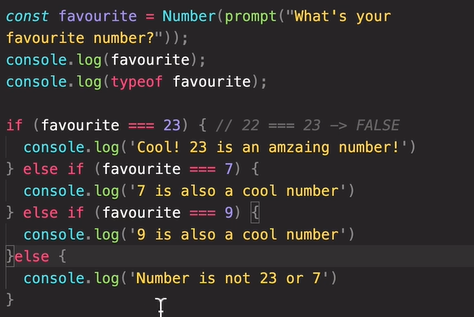 const favourite = Number(prompt("What's your
favourite number?"));
console.log(favourite);
console.log(typeof favourite);
if (favourite === 23) { // 22 === 23 -> FALSE
console.log('Cool! 23 is an amzaing number!')
} else if (favourite === 7) {
console.log('7 is also a cool number')
} else if (favourite === 9) {
console.log('9 is also a cool number')
}else {
console.log('Number is not 23 or 7')
}